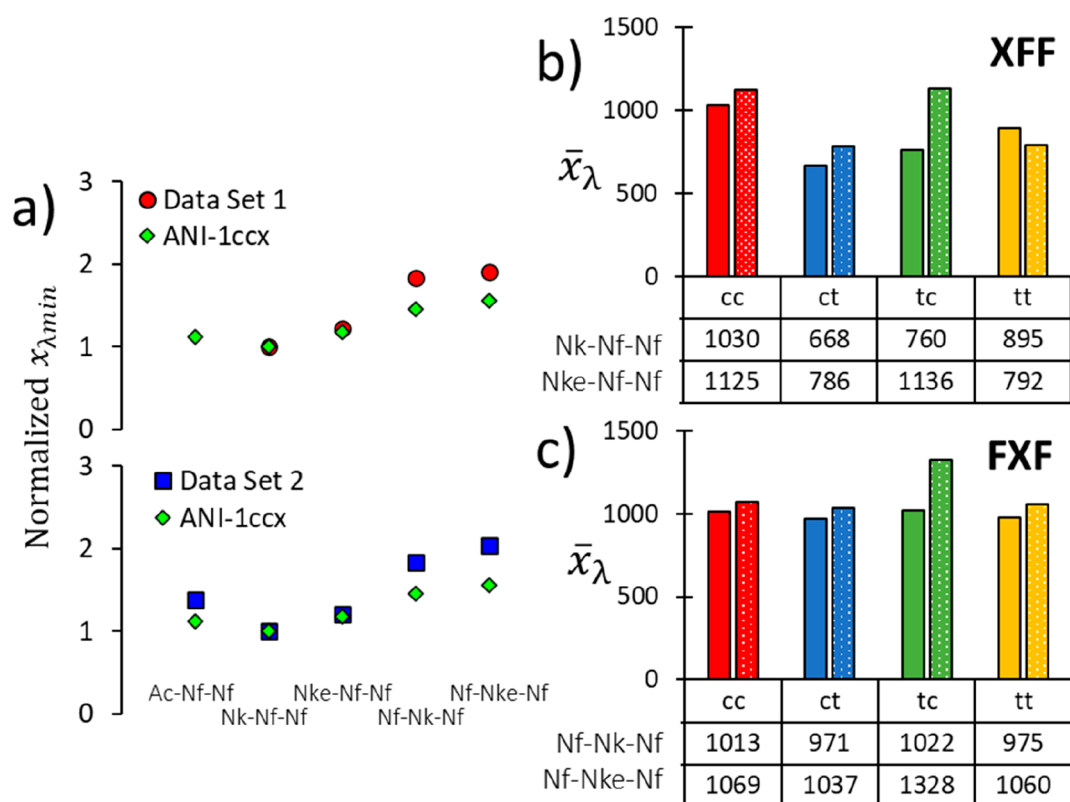 a)
Normalized xλmin
3
2
1
0
Data Set 1
ANI-1ccx
3
2
1
0
Data Set 2
ANI-1ccx
Ac-Nf-Nf
Nk-Nf-Nf
Nke-Nf-Nf
Nf-Nk-Nf
Nf-Nke-Nf
b)
XFF
x̄λ
1500
1000
500
0
cc ct tc tt
Nk-Nf-Nf 1030 668 760 895
Nke-Nf-Nf 1125 786 1136 792
c)
FXF
x̄λ
1500
1000
500
0
cc ct tc tt
Nf-Nk-Nf 1013 971 1022 975
Nf-Nke-Nf 1069 1037 1328 1060